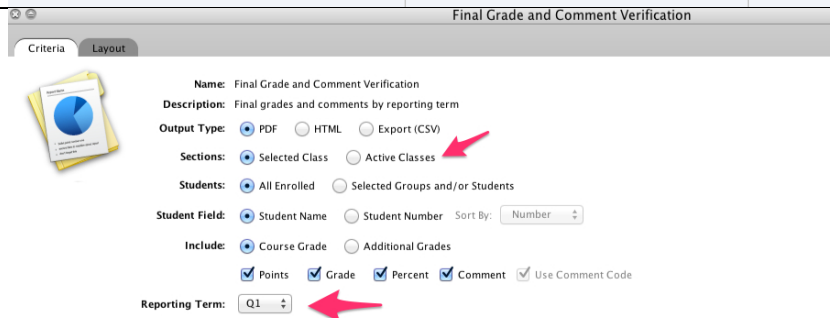 Final Grade and Comment Verification
Criteria Layout
Name: Final Grade and Comment Verification
Description: Final grades and comments by reporting term
Output Type: PDF HTML Export (CSV)
Sections: Selected Class Active Classes
Students: All Enrolled Selected Groups and/or Students
Student Field: Student Name Student Number Sort By: Number
Include: Course Grade Additional Grades
Points Grade Percent Comment Use Comment Code
Reporting Term: Q1